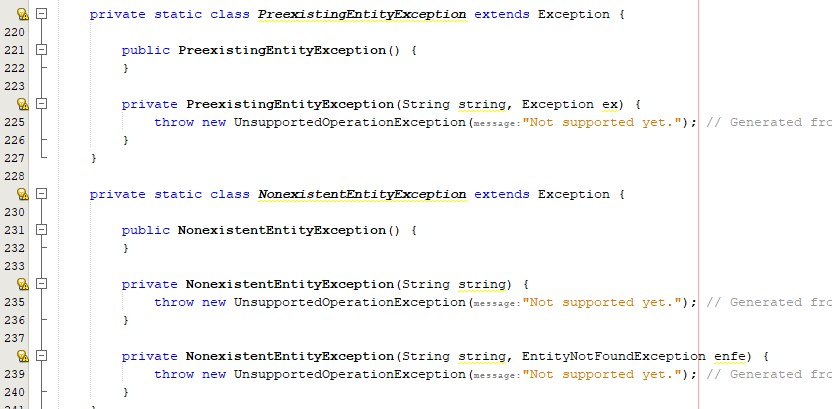 private static class PreexistingEntityException extends Exception {
220
221 public PreexistingEntityException() {
222 }
223
private PreexistingEntityException(String string, Exception ex) {
225 throw new UnsupportedOperationException(message:"Not supported yet."); // Generated fro
226 }
227 }
228
private static class NonexistentEntityException extends Exception {
230
231 public NonexistentEntityException() {
232 }
233
private NonexistentEntityException(String string) {
235 throw new UnsupportedOperationException(message:"Not supported yet."); // Generated fro
236 }
237
private NonexistentEntityException(String string, EntityNotFoundException enfe) {
239 throw new UnsupportedOperationException(message:"Not supported yet."); // Generated fro
240 }